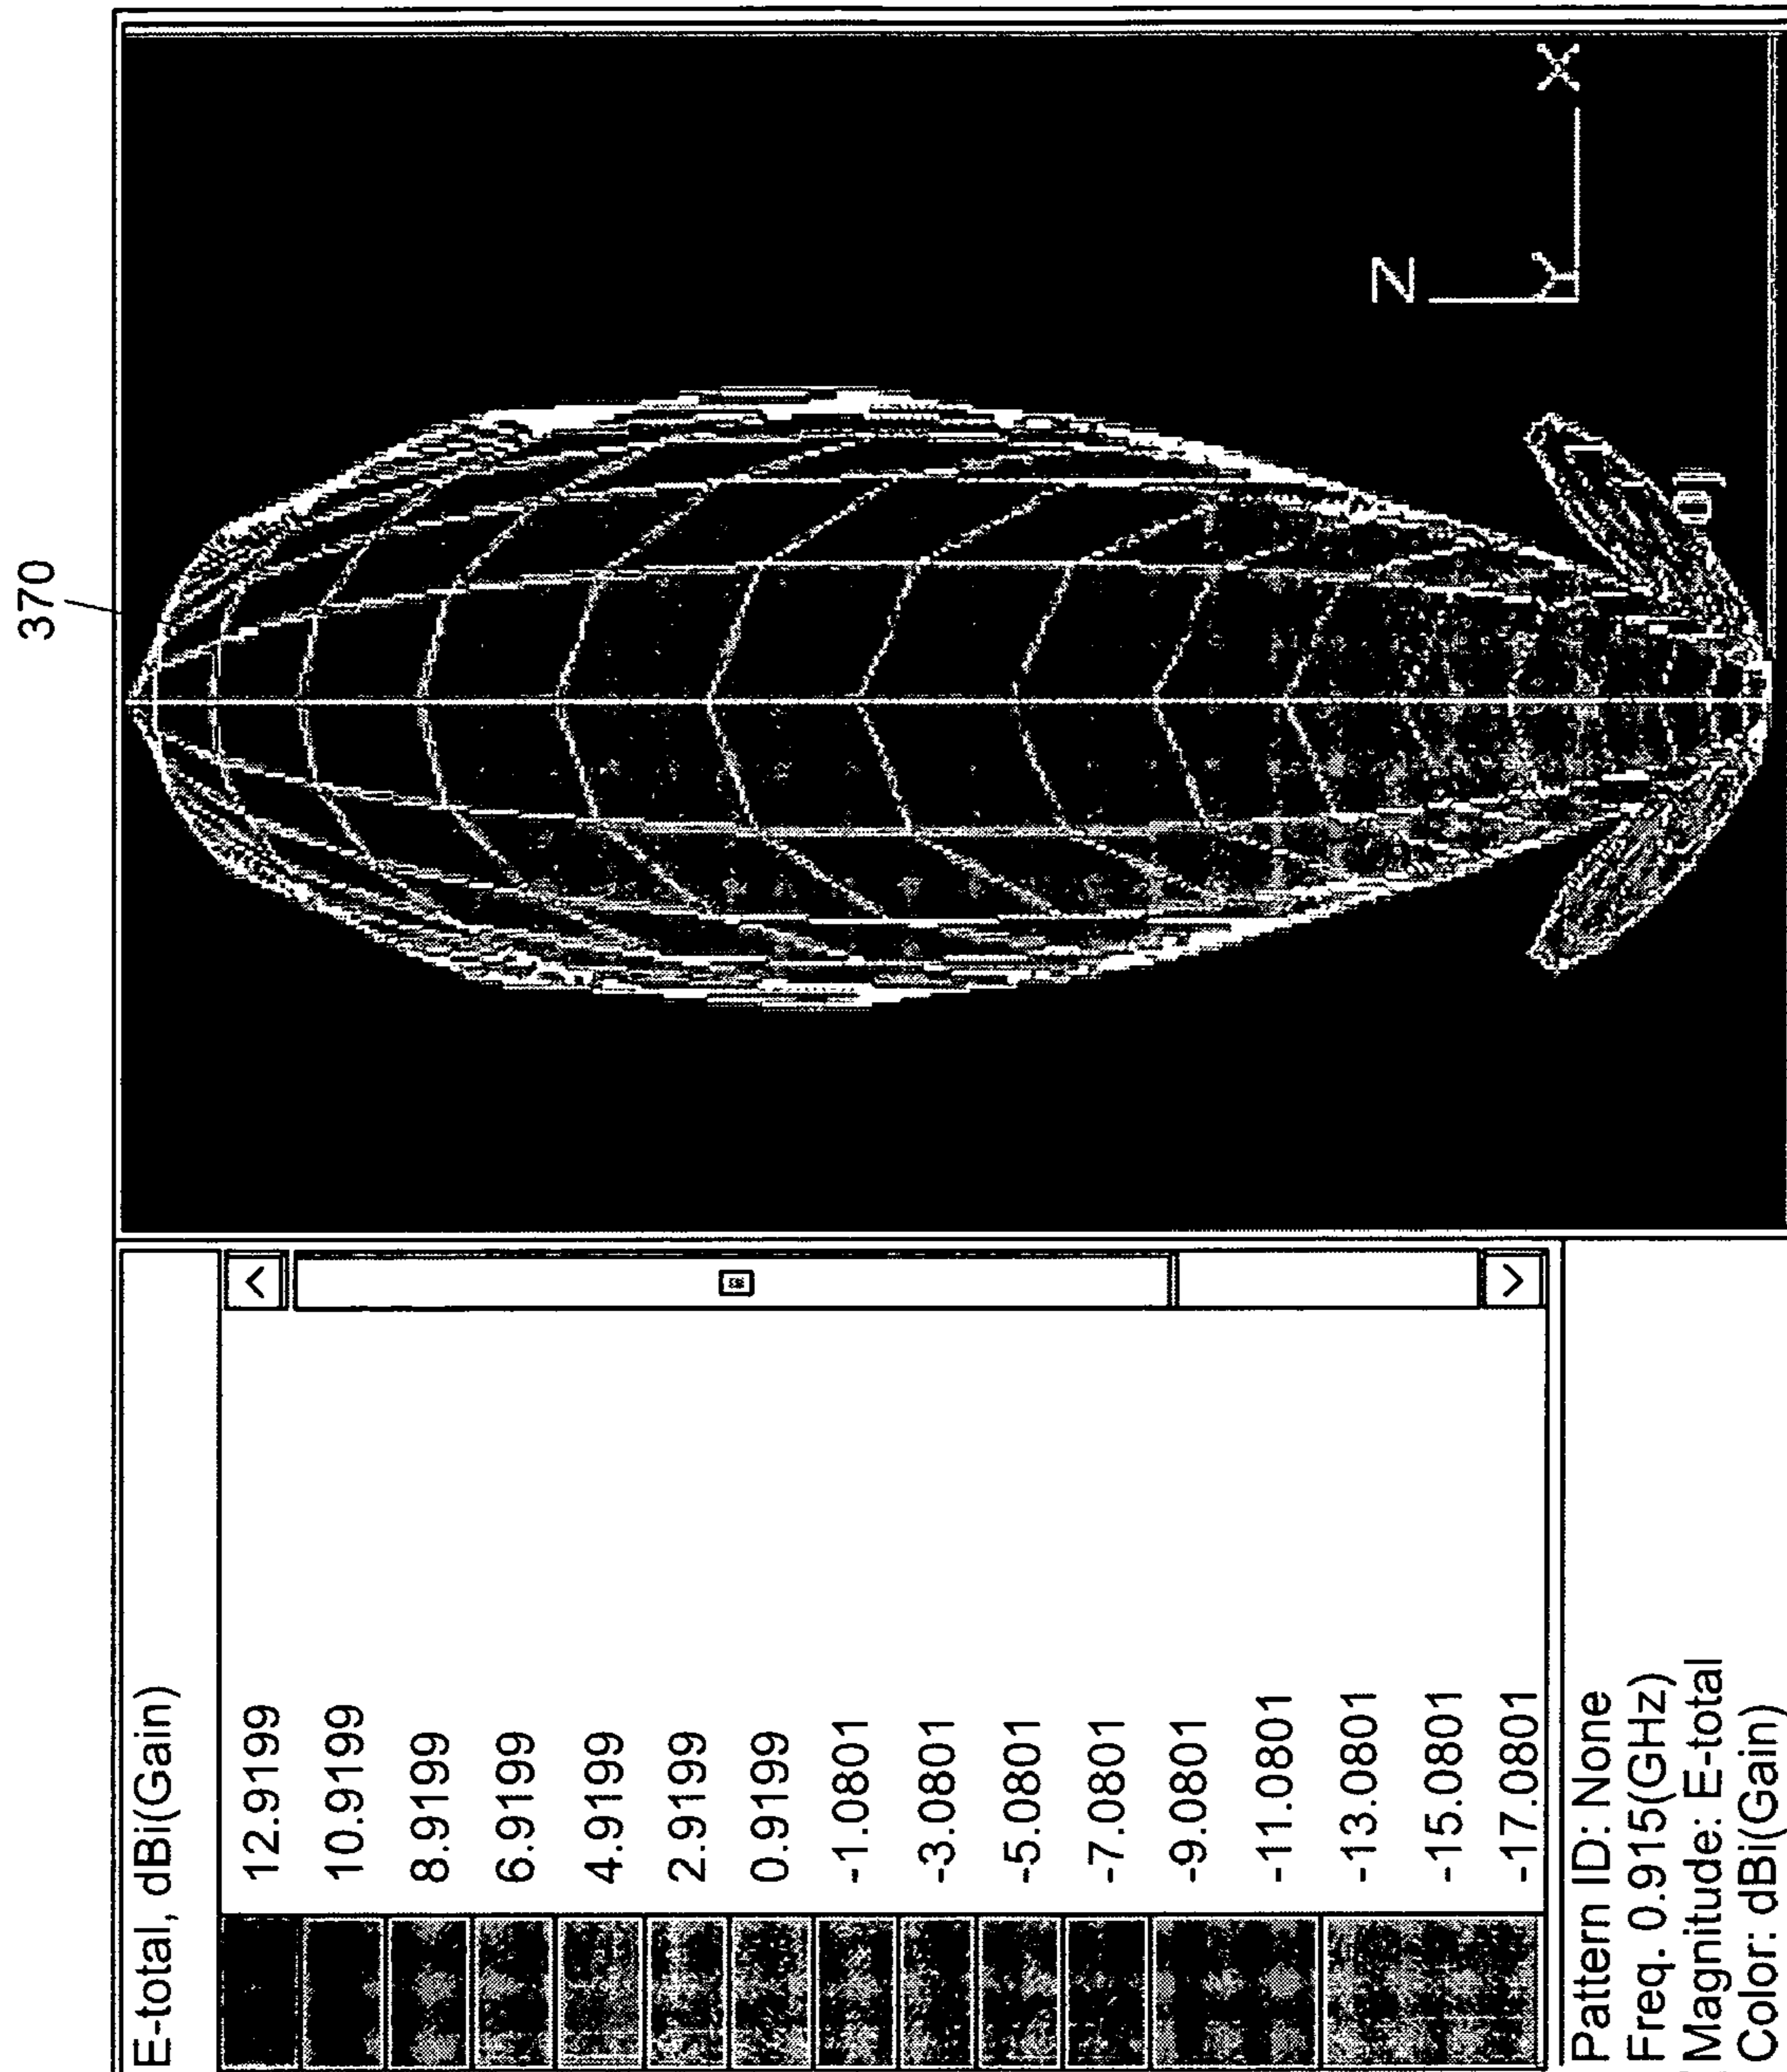 370
E-total, dBi(Gain)
12.9199
10.9199
8.9199
6.9199
4.9199
2.9199
0.9199
-1.0801
-3.0801
-5.0801
-7.0801
-9.0801
-11.0801
-13.0801
-15.0801
-17.0801
Pattern ID: None
Freq. 0.915(GHz)
Magnitude: E-total
Color: dBi(Gain)
Z
Y
X